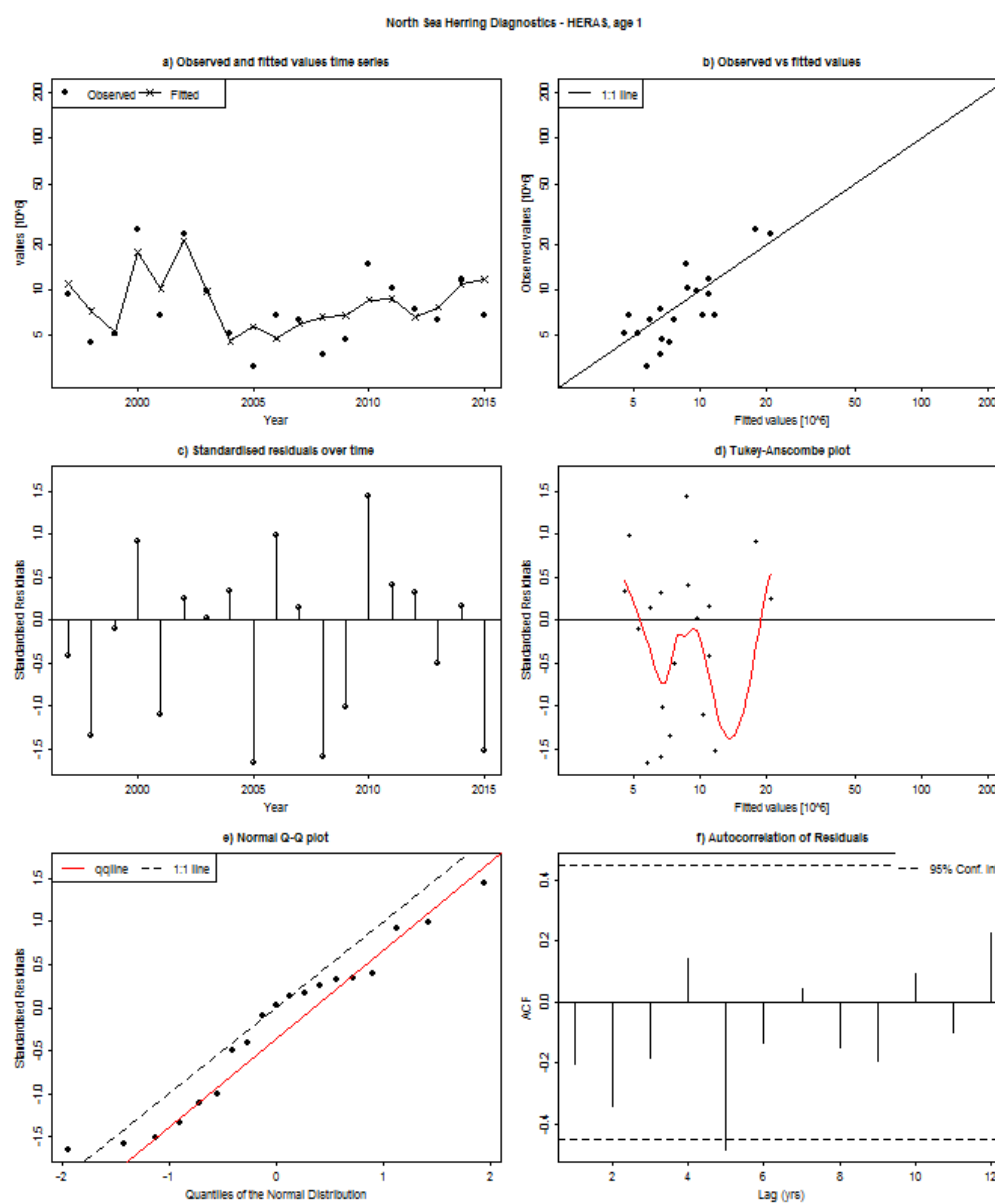 North Sea Herring Diagnostics - HERAS, age 1
a) Observed and fitted values time series
Observed Fitted
values [10^6]
200
100
50
20
10
5
2000 2005 2010 2015
Year
b) Observed vs fitted values
1:1 line
Observed values [10^6]
200
100
50
20
10
5
5 10 20 50 100 200
Fitted values [10^6]
c) Standardised residuals over time
Standardised Residuals
1.5
1.0
0.5
0.0
-0.5
-1.0
-1.5
2000 2005 2010 2015
Year
d) Tukey-Anscombe plot
Standardised Residuals
1.5
1.0
0.5
0.0
-0.5
-1.0
-1.5
5 10 20 50 100 200
Fitted values [10^6]
e) Normal Q-Q plot
qqline 1:1 line
Standardised Residuals
1.5
1.0
0.5
0.0
-0.5
-1.0
-1.5
-2 -1 0 1 2
Quantiles of the Normal Distribution
f) Autocorrelation of Residuals
95% Conf. In
ACF
0.4
0.2
0.0
-0.2
-0.4
2 4 6 8 10 12
Lag (yrs)